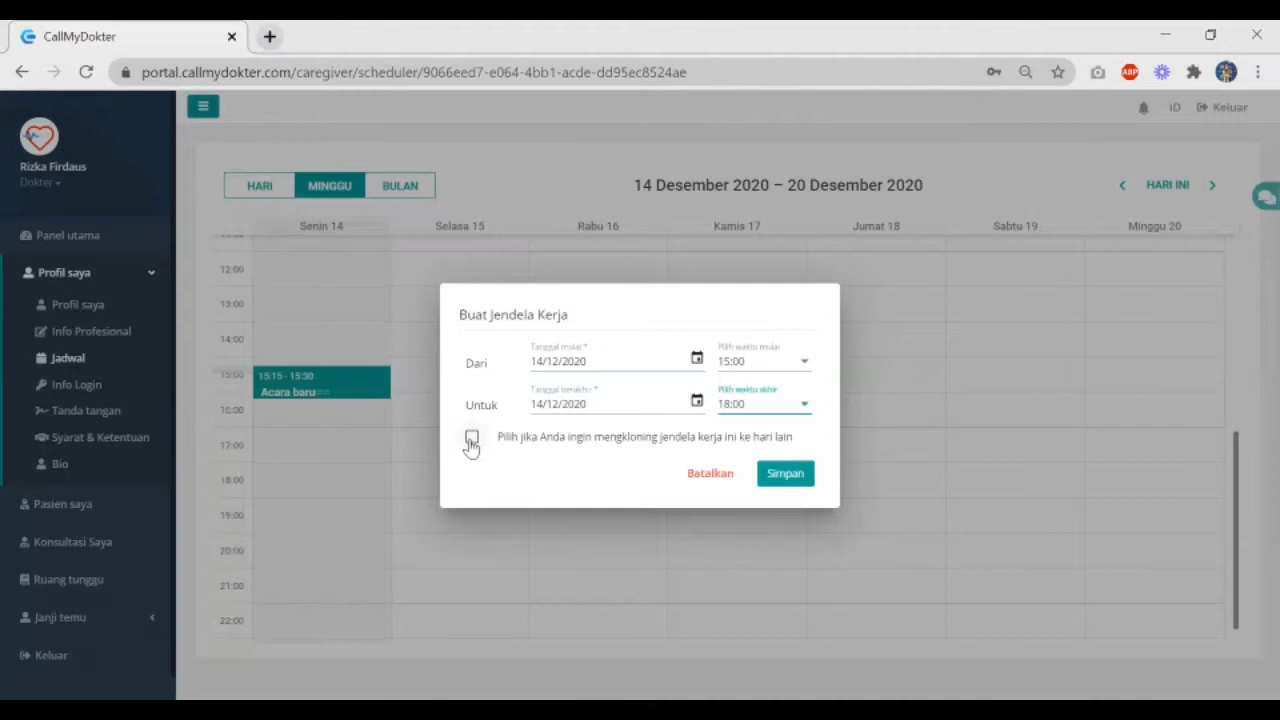 CallMyDokter
portal.callmydokter.com/caregiver/scheduler/9066eed7-e064-4bb1-acde-dd95ec8524ae
ABP
Rizka Firdaus
Dokter
Panel utama
Profil saya
Profil saya
Info Profesional
Jadwal
Info Login
Tanda tangan
Syarat & Ketentuan
Bio
Pasien saya
Konsultasi Saya
Ruang tunggu
Janji temu
Keluar
ID Keluar
HARI MINGGU BULAN
14 Desember 2020 – 20 Desember 2020
HARI INI
Senin 14 Selasa 15 Rabu 16 Kamis 17 Jumat 18 Sabtu 19 Minggu 20
12:00
13:00
14:00
15:00
15:15 - 15:30
Acara baru
16:00
17:00
18:00
19:00
20:00
21:00
22:00
Buat Jendela Kerja
Tanggal mulai * Pilih waktu mulai
Dari 14/12/2020 15:00
Tanggal berakhir * Pilih waktu akhir
Untuk 14/12/2020 18:00
Pilih jika Anda ingin mengkloning jendela kerja ini ke hari lain
Batalkan Simpan